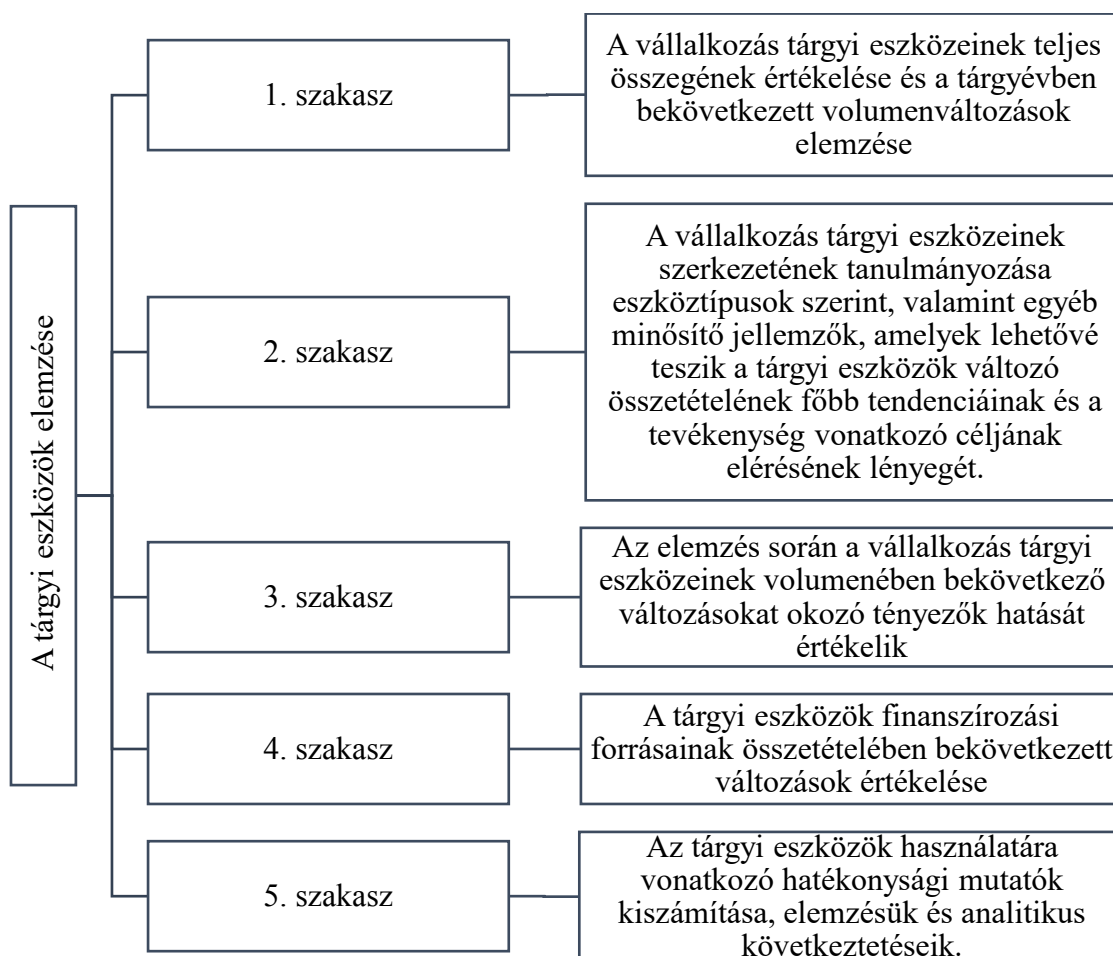 A tárgyi eszközök elemzése
1. szakasz
A vállalkozás tárgyi eszközeinek teljes
összegének értékelése és a tárgyévben
bekövetkezett volumenváltozások
elemzése
2. szakasz
A vállalkozás tárgyi eszközeinek
szerkezetének tanulmányozása
eszköztípusok szerint, valamint egyéb
minősítő jellemzők, amelyek lehetővé
teszik a tárgyi eszközök változó
összetételének főbb tendenciáinak és a
tevékenység vonatkozó céljának
elérésének lényegét.
3. szakasz
Az elemzés során a vállalkozás tárgyi
eszközeinek volumenében bekövetkező
változásokat okozó tényezők hatását
értékelik
4. szakasz
A tárgyi eszközök finanszírozási
forrásainak összetételében bekövetkezett
változások értékelése
5. szakasz
Az tárgyi eszközök használatára
vonatkozó hatékonysági mutatók
kiszámítása, elemzésük és analitikus
következtetéseik.